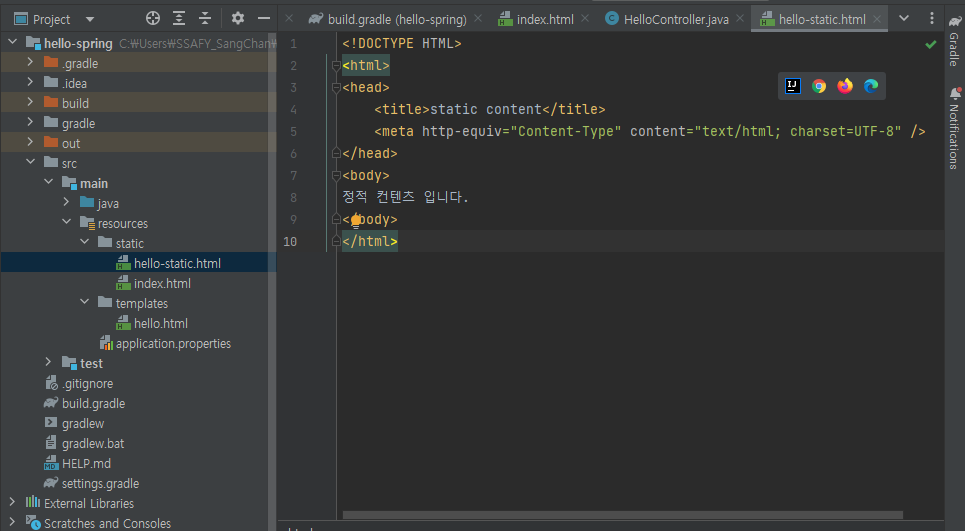 Project
build.gradle (hello-spring)
index.html
HelloController.java
hello-static.html
hello-spring C:₩Users₩SSAFY_SangChan₩
.gradle
.idea
build
gradle
out
src
main
java
resources
static
hello-static.html
index.html
templates
hello.html
application.properties
test
.gitignore
build.gradle
gradlew
gradlew.bat
HELP.md
settings.gradle
External Libraries
Scratches and Consoles
1 <!DOCTYPE HTML>
2 <html>
3 <head>
4 <title>static content</title>
5 <meta http-equiv="Content-Type" content="text/html; charset=UTF-8" />
6 </head>
7 <body>
8 정적 컨텐츠 입니다.
9 </body>
10 </html>
Gradle
Notifications